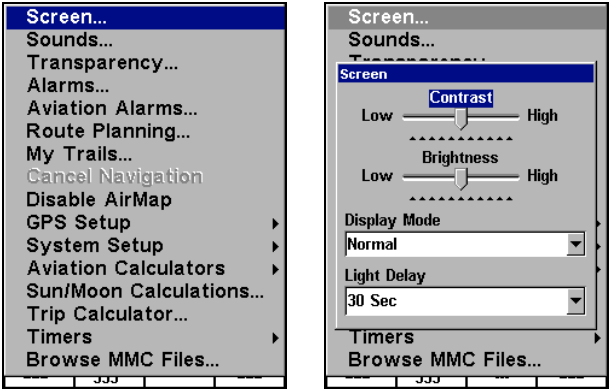 Screen...
Sounds...
Transparency...
Alarms...
Aviation Alarms...
Route Planning...
My Trails...
Cancel Navigation
Disable AirMap
GPS Setup
System Setup
Aviation Calculators
Sun/Moon Calculations...
Trip Calculator...
Timers
Browse MMC Files...
Screen...
Sounds...
Screen
Contrast
Low High
Brightness
Low High
Display Mode
Normal
Light Delay
30 Sec
Timers
Browse MMC Files...